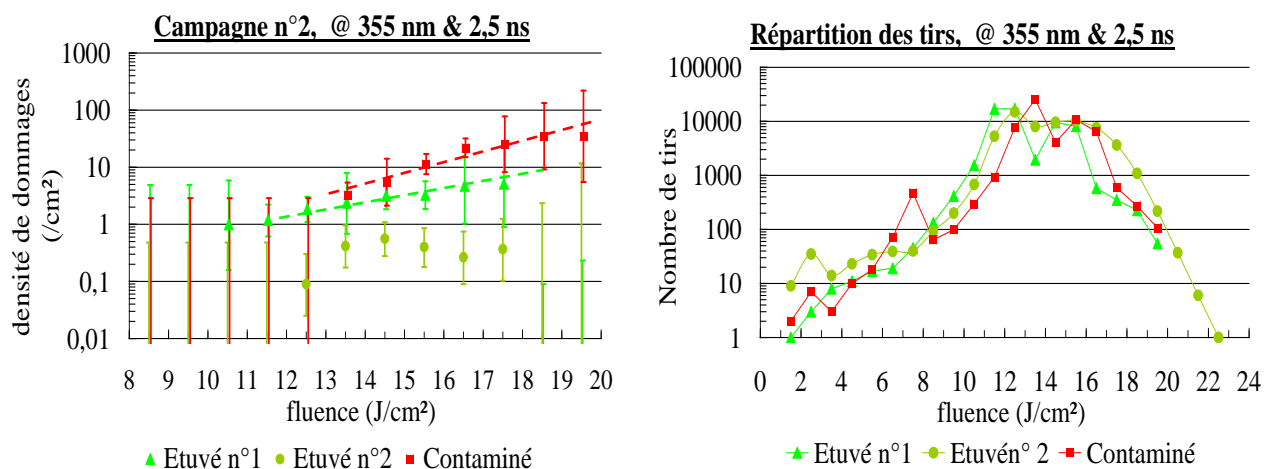 Campagne n°2, @ 355 nm & 2,5 ns
densité de dommages
(/cm²)
1000
100
10
1
0,1
0,01
8 9 10 11 12 13 14 15 16 17 18 19 20
fluence (J/cm²)
Etuvé n°1 Etuvé n°2 Contaminé
Répartition des tirs, @ 355 nm & 2,5 ns
Nombre de tirs
100000
10000
1000
100
10
1
0 2 4 6 8 10 12 14 16 18 20 22 24
fluence (J/cm²)
Etuvé n°1 Etuvén° 2 Contaminé